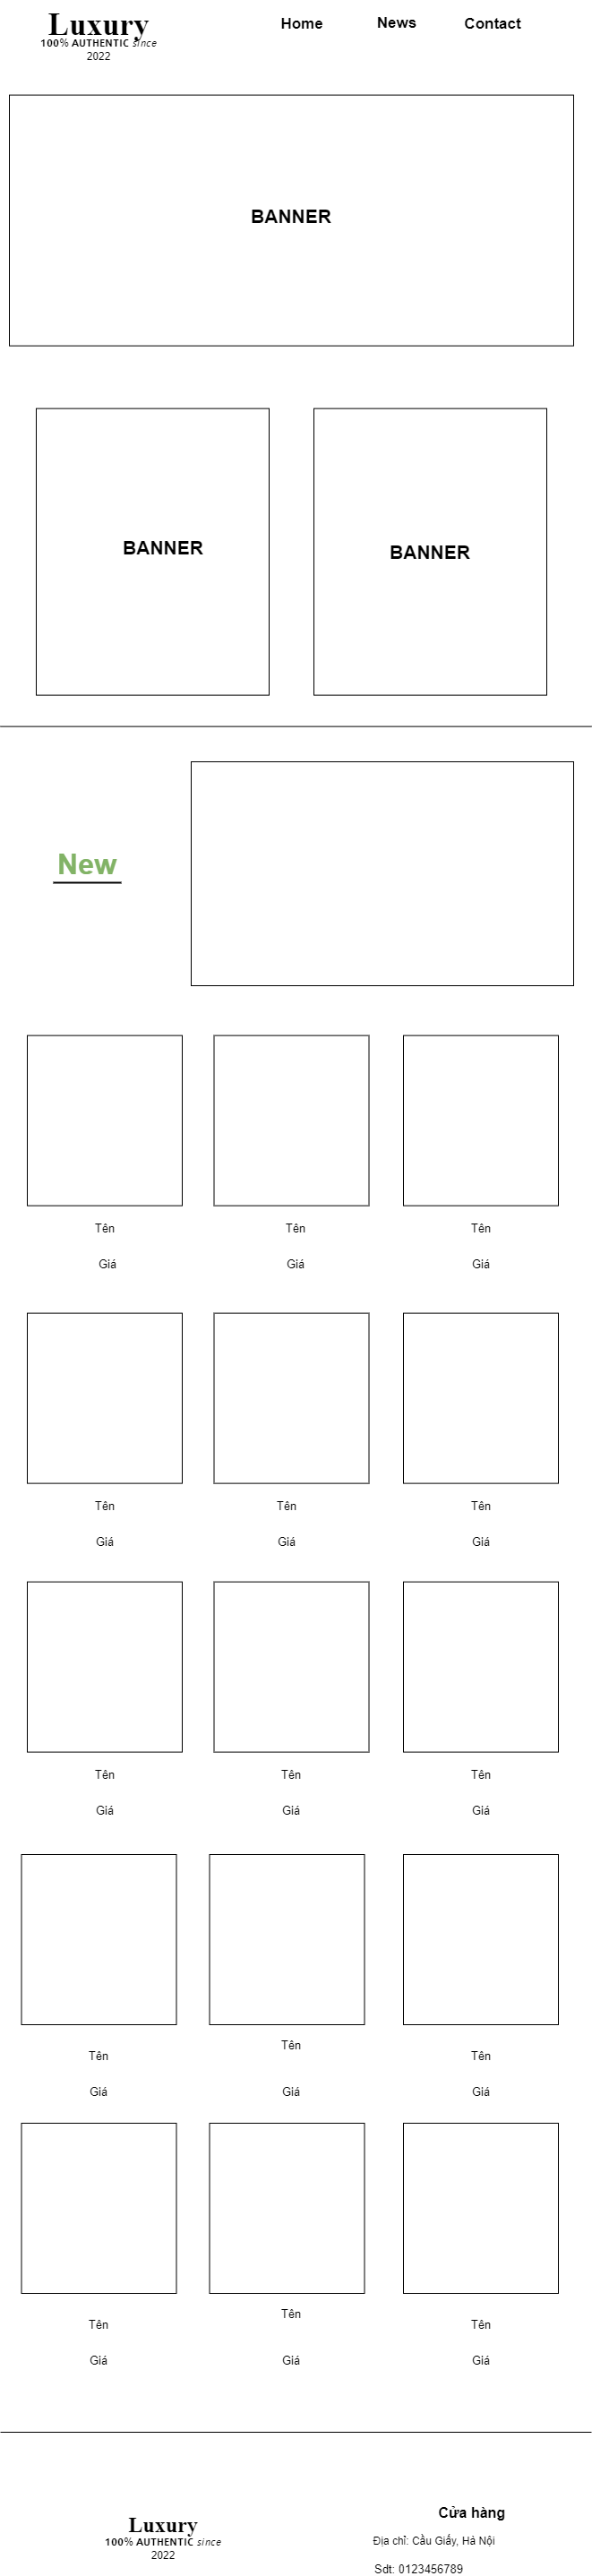 Luxury
100% AUTHENTIC since
2022
Home News Contact
BANNER
BANNER BANNER
New
Tên Tên Tên
Giá Giá Giá
Tên Tên Tên
Giá Giá Giá
Tên Tên Tên
Giá Giá Giá
Tên Tên Tên
Giá Giá Giá
Tên Tên Tên
Giá Giá Giá
Luxury
100% AUTHENTIC since
2022
Cửa hàng
Địa chỉ: Cầu Giấy, Hà Nội
Sdt: 0123456789